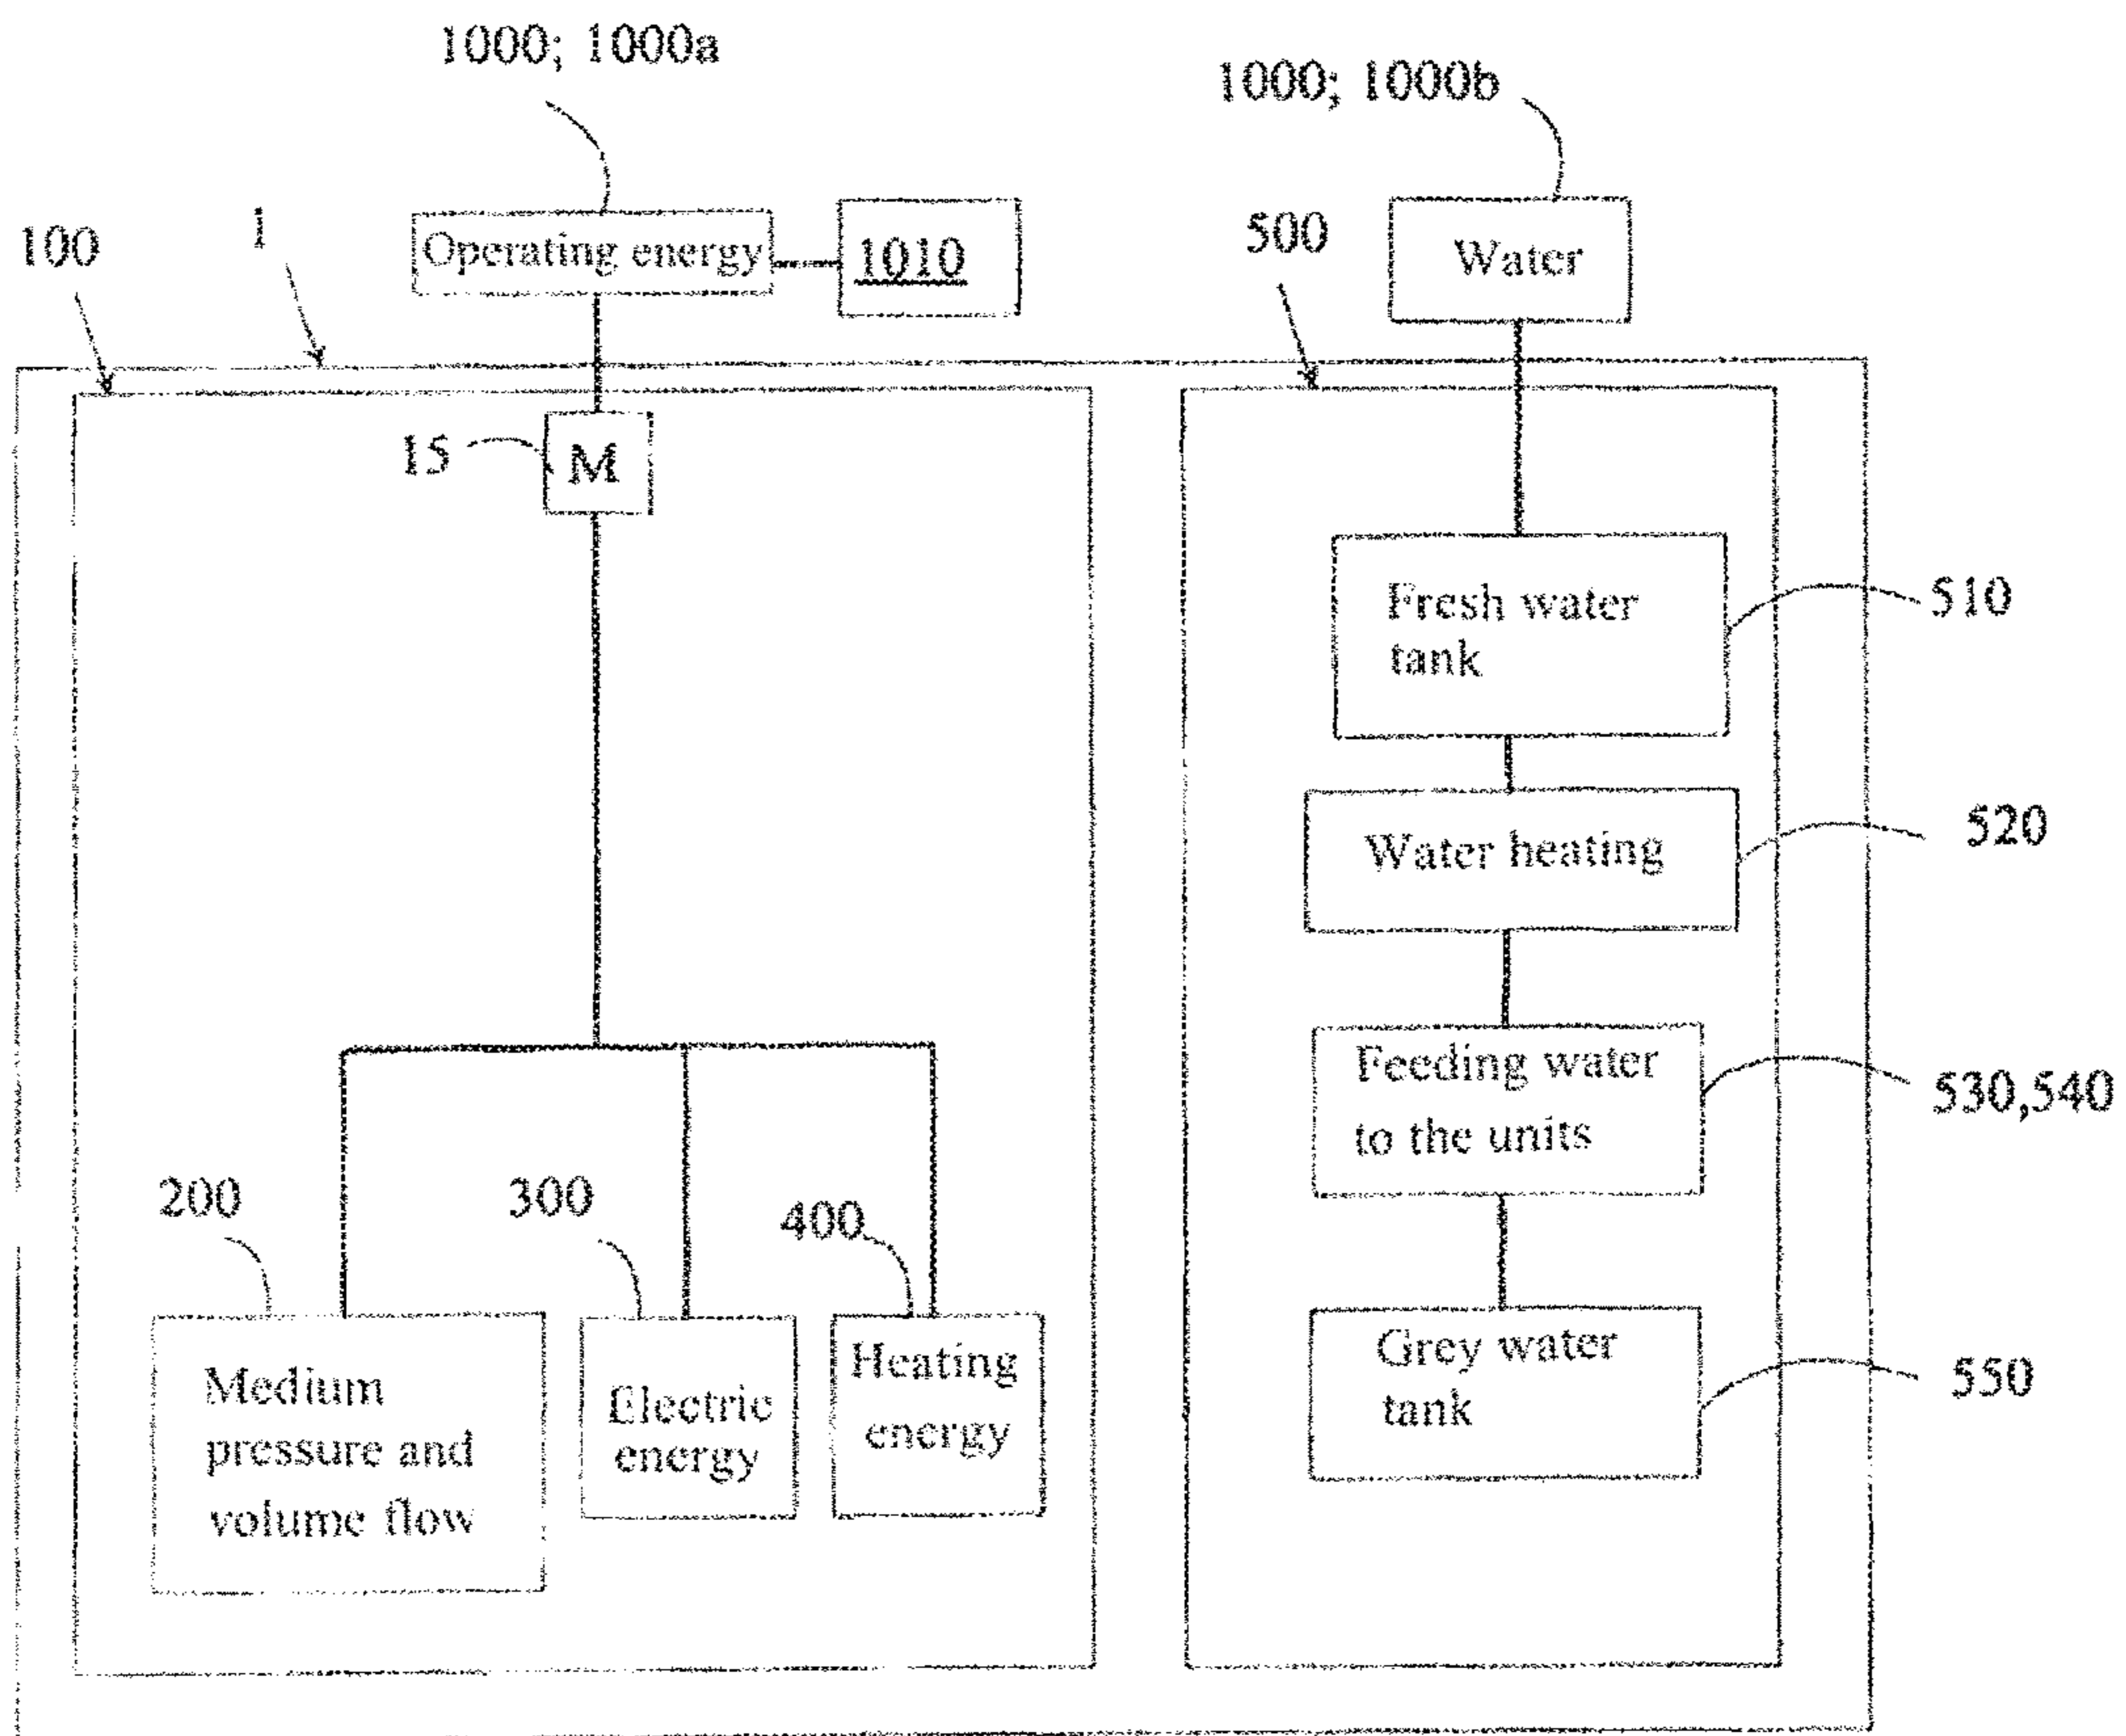 1000; 1000a
1000; 1000b
100
1
Operating energy
1010
500
Water
15
M
Fresh water
tank
510
Water heating
520
Feeding water
to the units
530,540
200
300
400
Medium
pressure and
volume flow
Electric
energy
Heating
energy
Grey water
tank
550